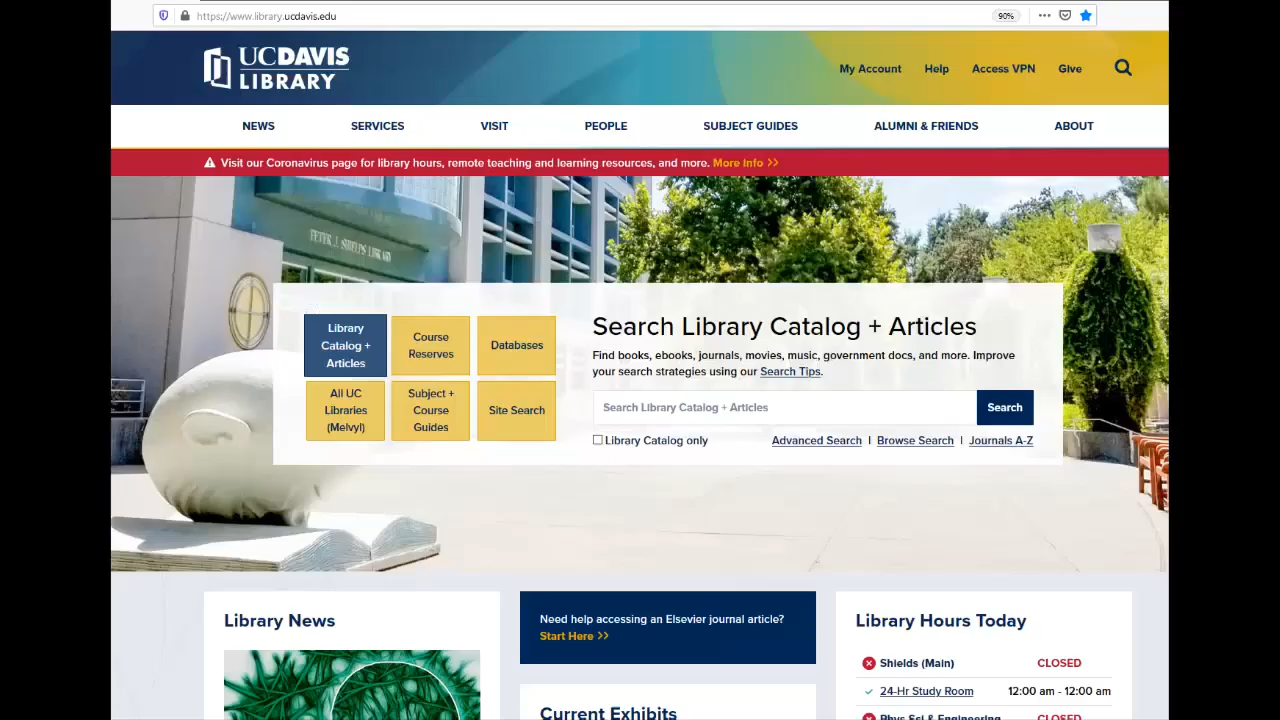 https://www.library.ucdavis.edu
90%
UCDAVIS
LIBRARY
My Account Help Access VPN Give
NEWS SERVICES VISIT PEOPLE SUBJECT GUIDES ALUMNI & FRIENDS ABOUT
Visit our Coronavirus page for library hours, remote teaching and learning resources, and more. More Info >>
PETER J. SHIELDS LIBRARY
Library
Catalog +
Articles
Course
Reserves
Databases
All UC
Libraries
(Melvyl)
Subject +
Course
Guides
Site Search
Search Library Catalog + Articles
Find books, ebooks, journals, movies, music, government docs, and more. Improve
your search strategies using our Search Tips.
Search Library Catalog + Articles
Search
Library Catalog only
Advanced Search | Browse Search | Journals A-Z
Library News
Need help accessing an Elsevier journal article?
Start Here >>
Current Exhibits
Library Hours Today
Shields (Main) CLOSED
24-Hr Study Room 12:00 am - 12:00 am
Phys Sci & Engineering CLOSED